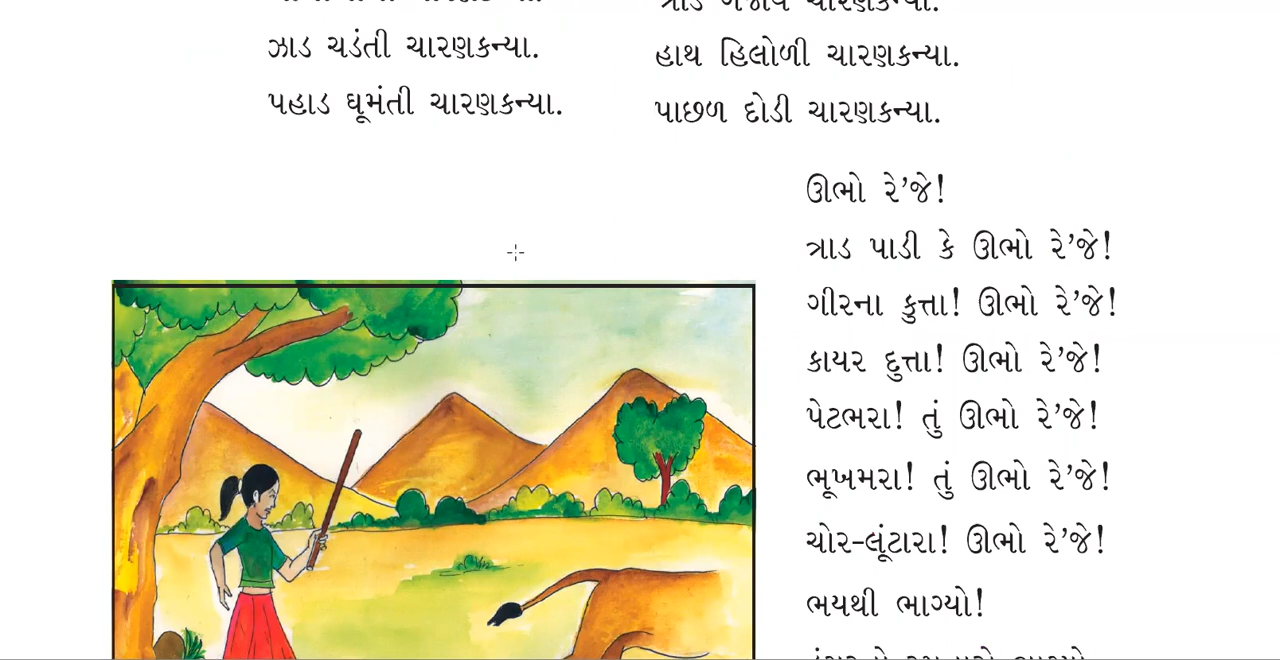 ઝાડ ચડંતી ચારણકન્યા.
પહાડ ઘૂમંતી ચારણકન્યા.
ચારણકન્યા.
હાથ હિલોળી ચારણકન્યા.
પાછળ દોડી ચારણકન્યા.
ઊભો રે’જે!
ત્રાડ પાડી કે ઊભો રે’જે!
ગીરના કુત્તા! ઊભો રે’જે!
કાયર દુત્તા! ઊભો રે’જે!
પેટભરા! તું ઊભો રે’જે!
ભૂખમરા! તું ઊભો રે’જે!
ચોર-લૂંટારા! ઊભો રે’જે!
ભયથી ભાગ્યો!